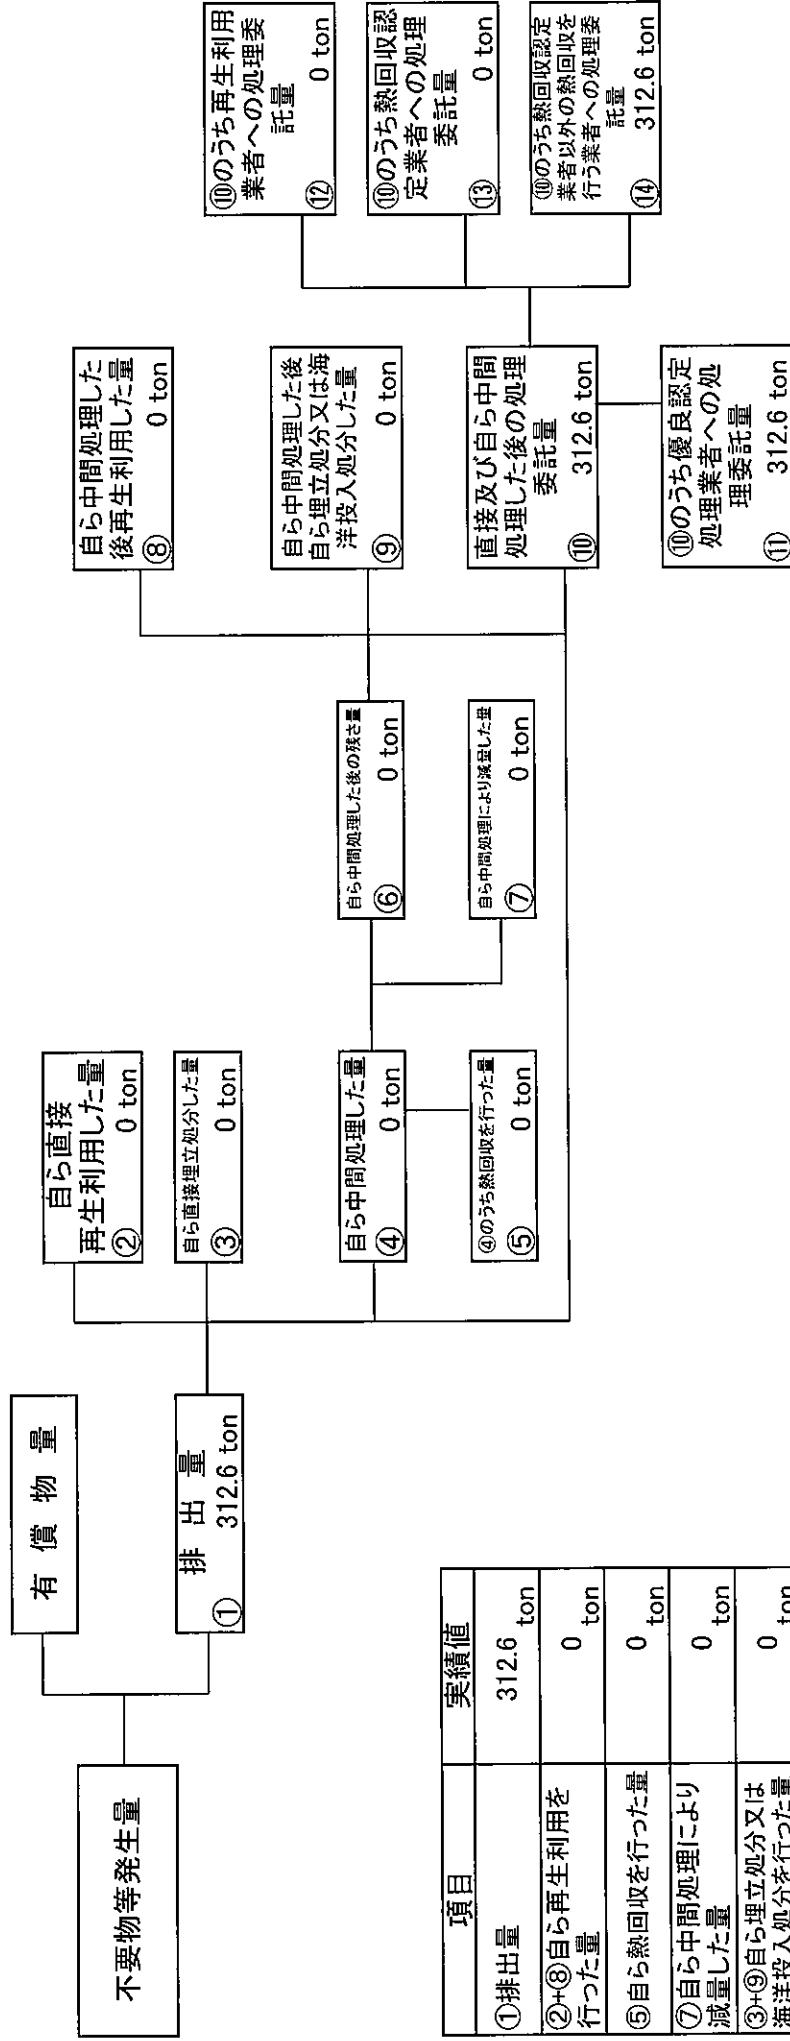 不要物等発生量
有 償 物 量
排 出 量
① 312.6 ton
自ら直接
再生利用した量
② 0 ton
自ら直接埋立処分した量
③ 0 ton
自ら中間処理した量
④ 0 ton
④のうち熱回収を行った量
⑤ 0 ton
自ら中間処理した後の残さ量
⑥ 0 ton
自ら中間処理により減量した量
⑦ 0 ton
自ら中間処理した
後再生利用した量
⑧ 0 ton
自ら中間処理した後
自ら埋立処分又は海
洋投入処分した量
⑨ 0 ton
直接及び自ら中間
処理した後の処理
委託量
⑩ 312.6 ton
⑩のうち優良認定
処理業者への処
理委託量
⑪ 312.6 ton
⑩のうち再生利用
業者への処理委
託量
⑫ 0 ton
⑩のうち熱回収認
定業者への処理
委託量
⑬ 0 ton
⑩のうち熱回収認定
業者以外の熱回収を
行う業者への処理委
託量
⑭ 312.6 ton
項目 実績値
①排出量 312.6 ton
②+⑧自ら再生利用を
行った量 0 ton
⑤自ら熱回収を行った量 0 ton
⑦自ら中間処理により
減量した量 0 ton
③+⑨自ら埋立処分又は
海洋投入処分を行った量 0 ton